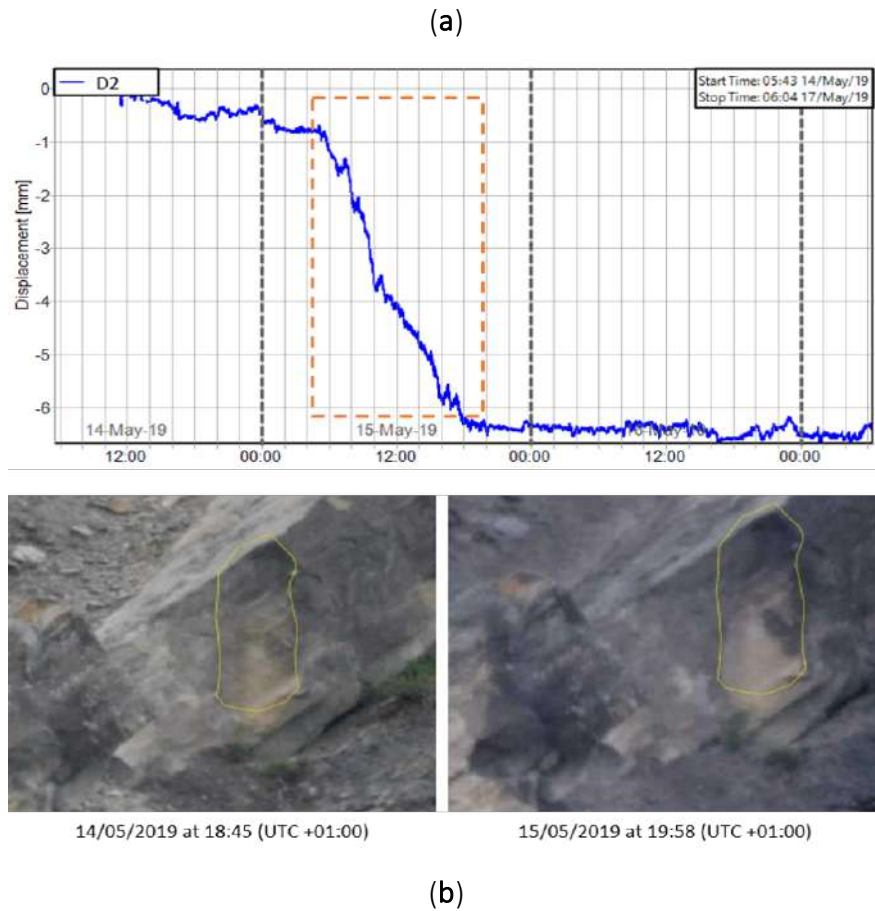 (a)
D2
Start Time: 05:43 14/May/19
Stop Time: 06:04 17/May/19
0
-1
-2
-3
-4
-5
-6
Displacement [mm]
14-May-19
15-May-19
12:00
00:00
12:00
00:00
12:00
00:00
14/05/2019 at 18:45 (UTC +01:00)
15/05/2019 at 19:58 (UTC +01:00)
(b)